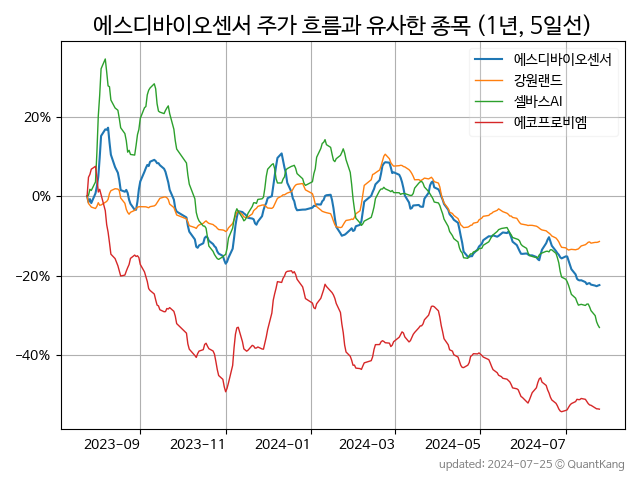 에스디바이오센서 주가 흐름과 유사한 종목 (1년, 5일선)
에스디바이오센서
강원랜드
셀바스AI
에코프로비엠
20%
0%
−20%
−40%
2023-09 2023-11 2024-01 2024-03 2024-05 2024-07
updated: 2024-07-25 © QuantKang